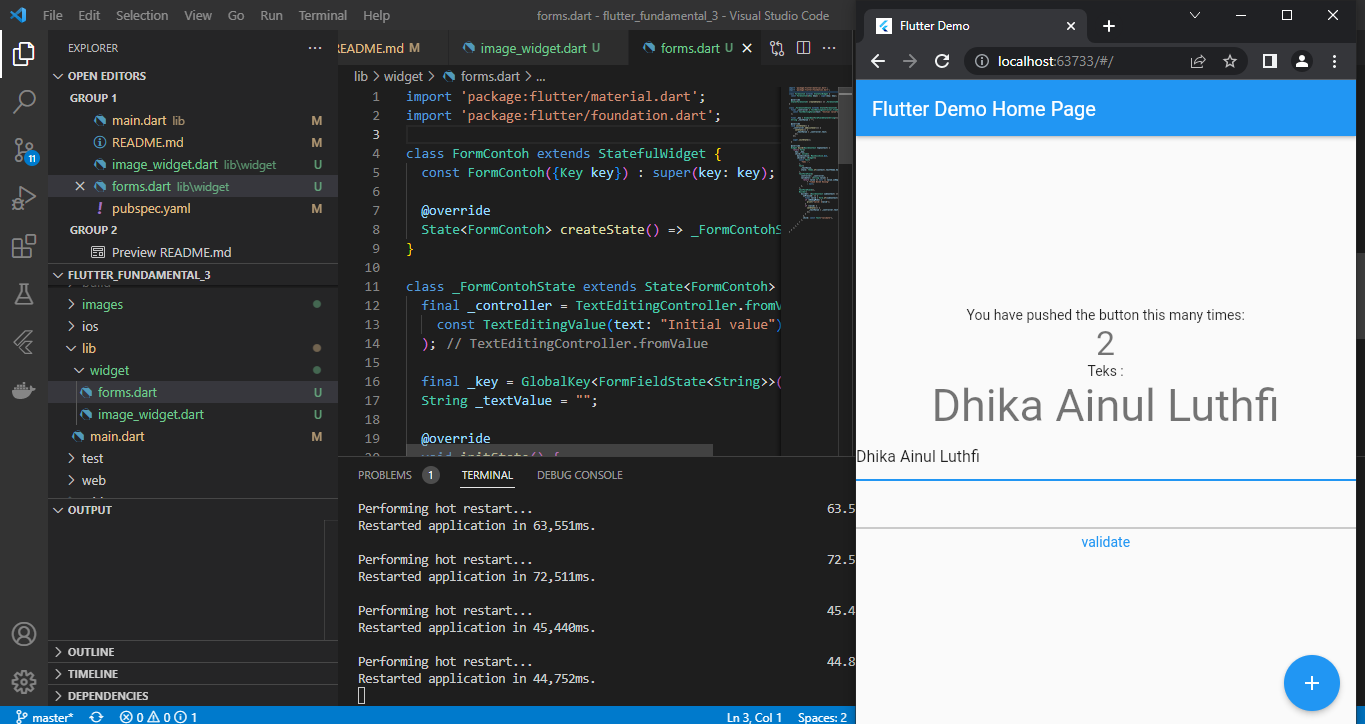 File Edit Selection View Go Run Terminal Help forms.dart - flutter_fundamental_3 - Visual Studio Code
EXPLORER
OPEN EDITORS
GROUP 1
main.dart lib M
README.md M
image_widget.dart lib\widget U
forms.dart lib\widget U
pubspec.yaml M
GROUP 2
Preview README.md
FLUTTER_FUNDAMENTAL_3
images
ios
lib
widget
forms.dart U
image_widget.dart U
main.dart M
test
web
OUTPUT
OUTLINE
TIMELINE
DEPENDENCIES
11
README.md M image_widget.dart U forms.dart U
lib > widget > forms.dart > ...
1 import 'package:flutter/material.dart';
2 import 'package:flutter/foundation.dart';
3
4 class FormContoh extends StatefulWidget {
5 const FormContoh({Key key}) : super(key: key);
6
7 @override
8 State<FormContoh> createState() => _FormContohS
9 }
10
11 class _FormContohState extends State<FormContoh>
12 final _controller = TextEditingController.fromV
13 const TextEditingValue(text: "Initial value")
14 ); // TextEditingController.fromValue
15
16 final _key = GlobalKey<FormFieldState<String>>(
17 String _textValue = "";
18
19 @override
20 void initState() {
PROBLEMS 1 TERMINAL DEBUG CONSOLE
Performing hot restart... 63.5
Restarted application in 63,551ms.
Performing hot restart... 72.5
Restarted application in 72,511ms.
Performing hot restart... 45.4
Restarted application in 45,440ms.
Performing hot restart... 44.8
Restarted application in 44,752ms.
master* 0 0 1 Ln 3, Col 1 Spaces: 2
Flutter Demo
localhost:63733/#/
Flutter Demo Home Page
You have pushed the button this many times:
2
Teks :
Dhika Ainul Luthfi
Dhika Ainul Luthfi
validate